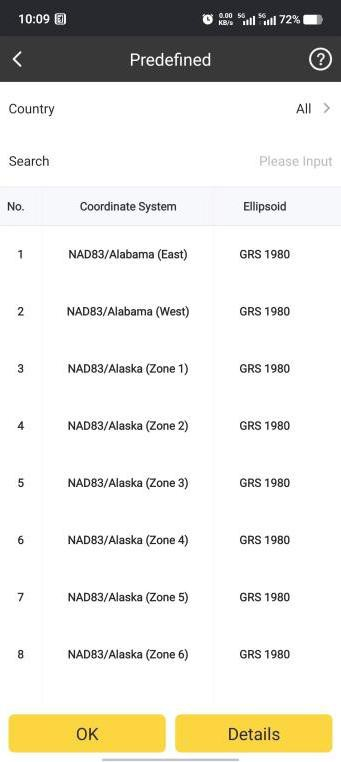 10:09 0.00 KB/s 5G 5G 72%
Predefined ?
Country All
Search Please Input
No. Coordinate System Ellipsoid
1 NAD83/Alabama (East) GRS 1980
2 NAD83/Alabama (West) GRS 1980
3 NAD83/Alaska (Zone 1) GRS 1980
4 NAD83/Alaska (Zone 2) GRS 1980
5 NAD83/Alaska (Zone 3) GRS 1980
6 NAD83/Alaska (Zone 4) GRS 1980
7 NAD83/Alaska (Zone 5) GRS 1980
8 NAD83/Alaska (Zone 6) GRS 1980
OK Details